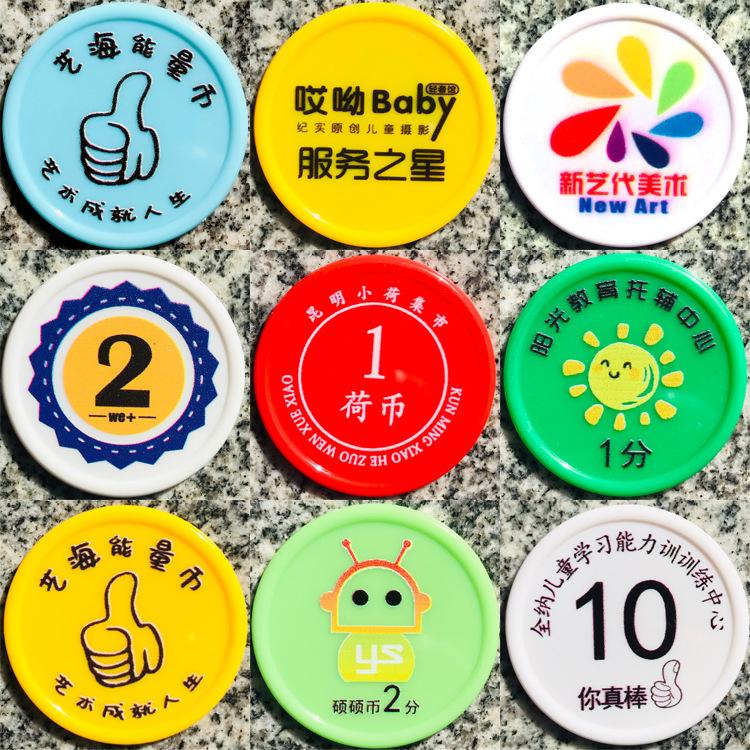 艺海能量币
艺术成就人生
哎呦Baby
轻奢馆
纪实原创儿童摄影
服务之星
新艺代美术
New Art
2
we+
昆明小荷集市
1
荷币
KUN MING XIAO HE ZUO WEN XUE XIAO
阳光教育托辅中心
1分
艺海能量币
艺术成就人生
ys
硕硕币2分
全纳儿童学习能力训训练中心
10
你真棒